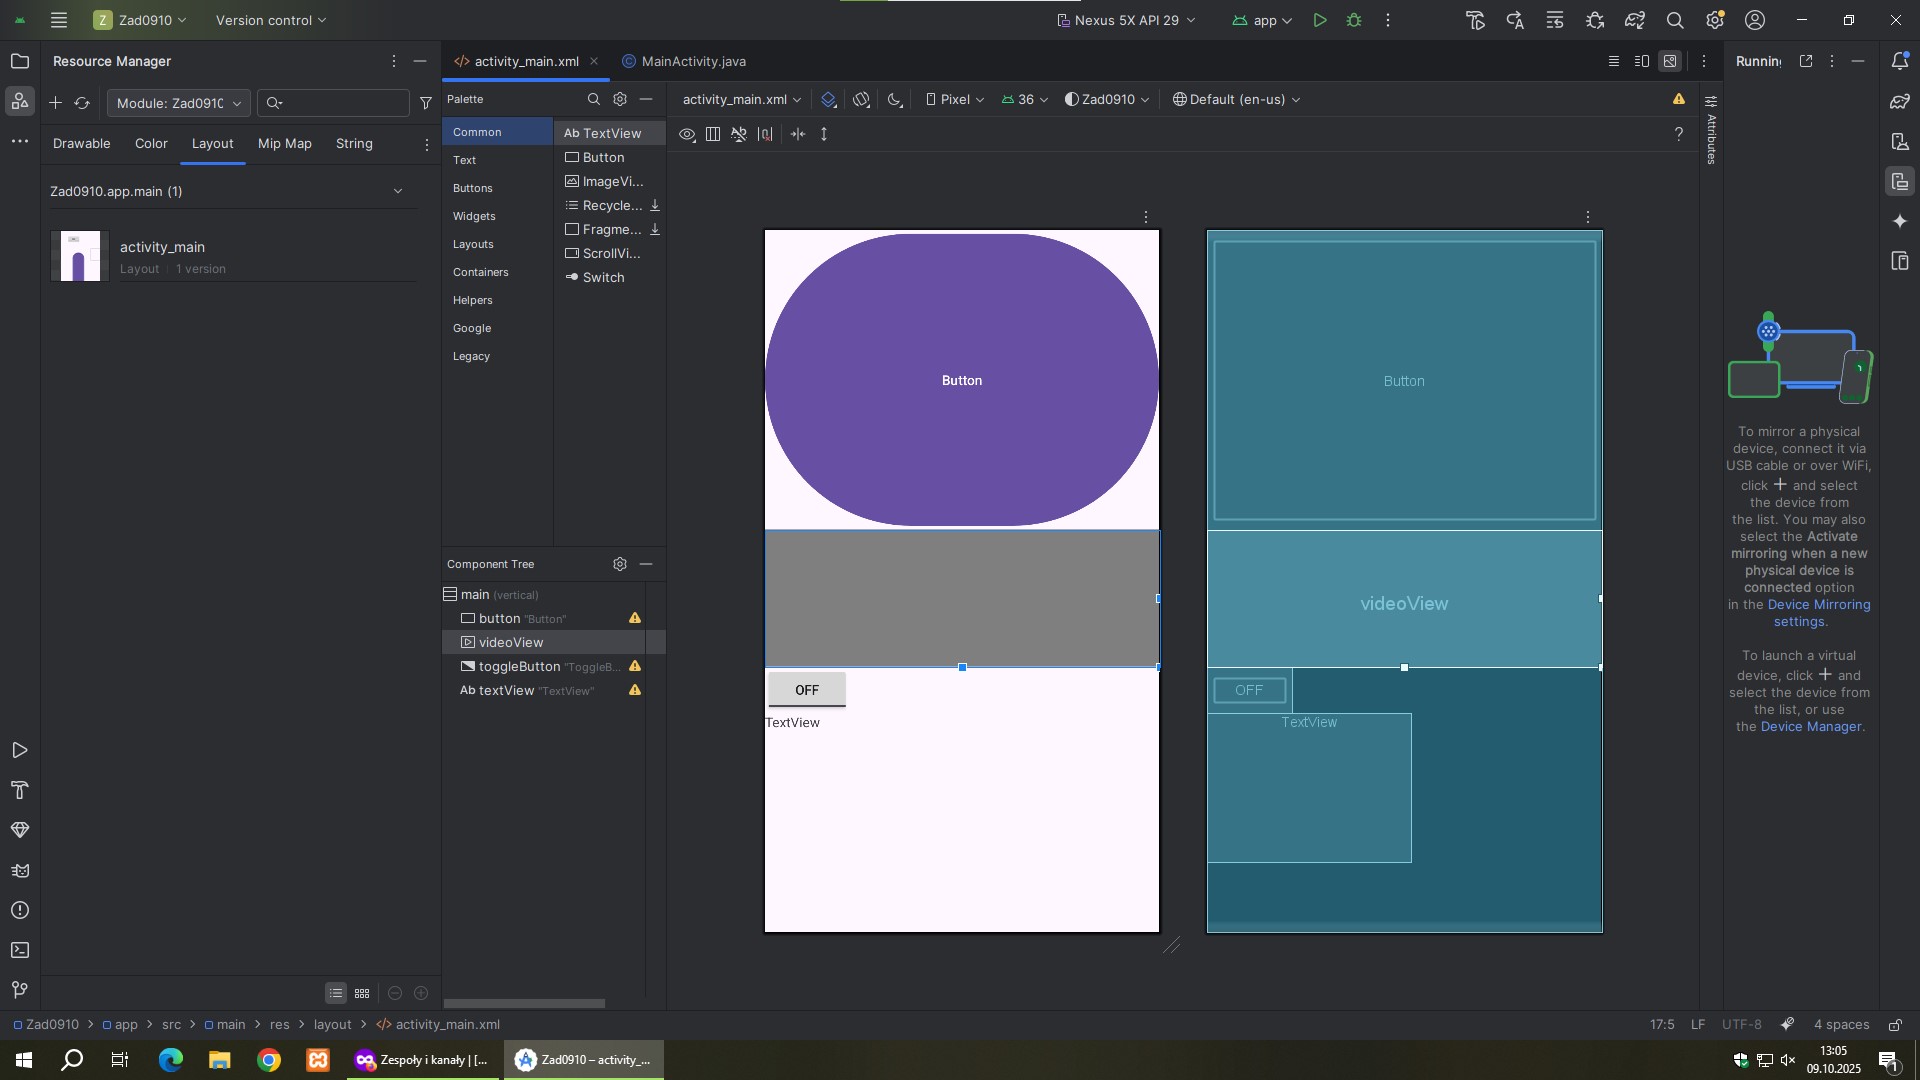 Z Zad0910 Version control Nexus 5X API 29 app
Resource Manager
activity_main.xml MainActivity.java Running
Module: Zad0910
Palette
activity_main.xml Pixel 36 Zad0910 Default (en-us)
Drawable Color Layout Mip Map String
Zad0910.app.main (1)
activity_main
Layout 1 version
Common
Text
Buttons
Widgets
Layouts
Containers
Helpers
Google
Legacy
Ab TextView
Button
ImageVi...
Recycle...
Fragme...
ScrollVi...
Switch
?
Attributes
Component Tree
main (vertical)
button "Button"
videoView
toggleButton "ToggleB...
Ab textView "TextView"
Button
OFF
TextView
Button
videoView
OFF
TextView
To mirror a physical
device, connect it via
USB cable or over WiFi,
click + and select
the device from
the list. You may also
select the Activate
mirroring when a new
physical device is
connected option
in the Device Mirroring
settings.
To launch a virtual
device, click + and
select the device from
the list, or use
the Device Manager.
Zad0910 > app > src > main > res > layout > activity_main.xml
17:5 LF UTF-8 4 spaces
Zespoły i kanały | [...
Zad0910 – activity_...
13:05
09.10.2025
1